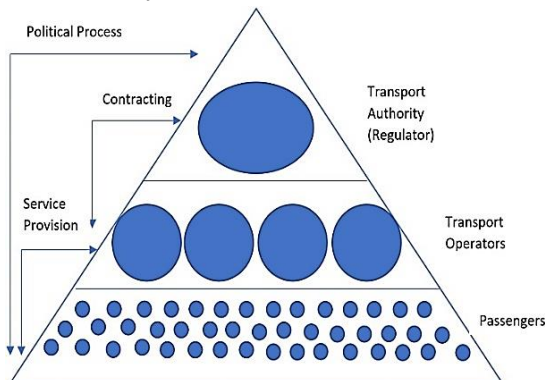 Political Process
Contracting
Transport
Authority
(Regulator)
Service
Provision
Transport
Operators
Passengers